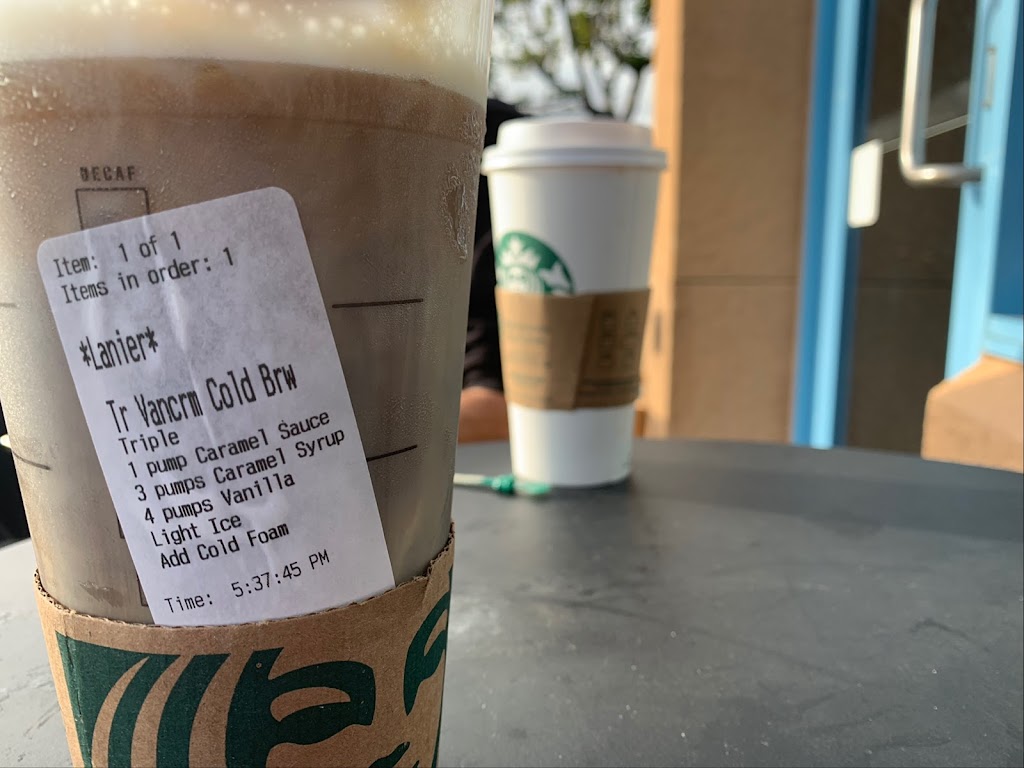 DECAF
Item: 1 of 1
Items in order: 1
*Lanier*
Tr Vancrm Cold Brw
Triple
1 pump Caramel Sauce
3 pumps Caramel Syrup
4 pumps Vanilla
Light Ice
Add Cold Foam
Time: 5:37:45 PM